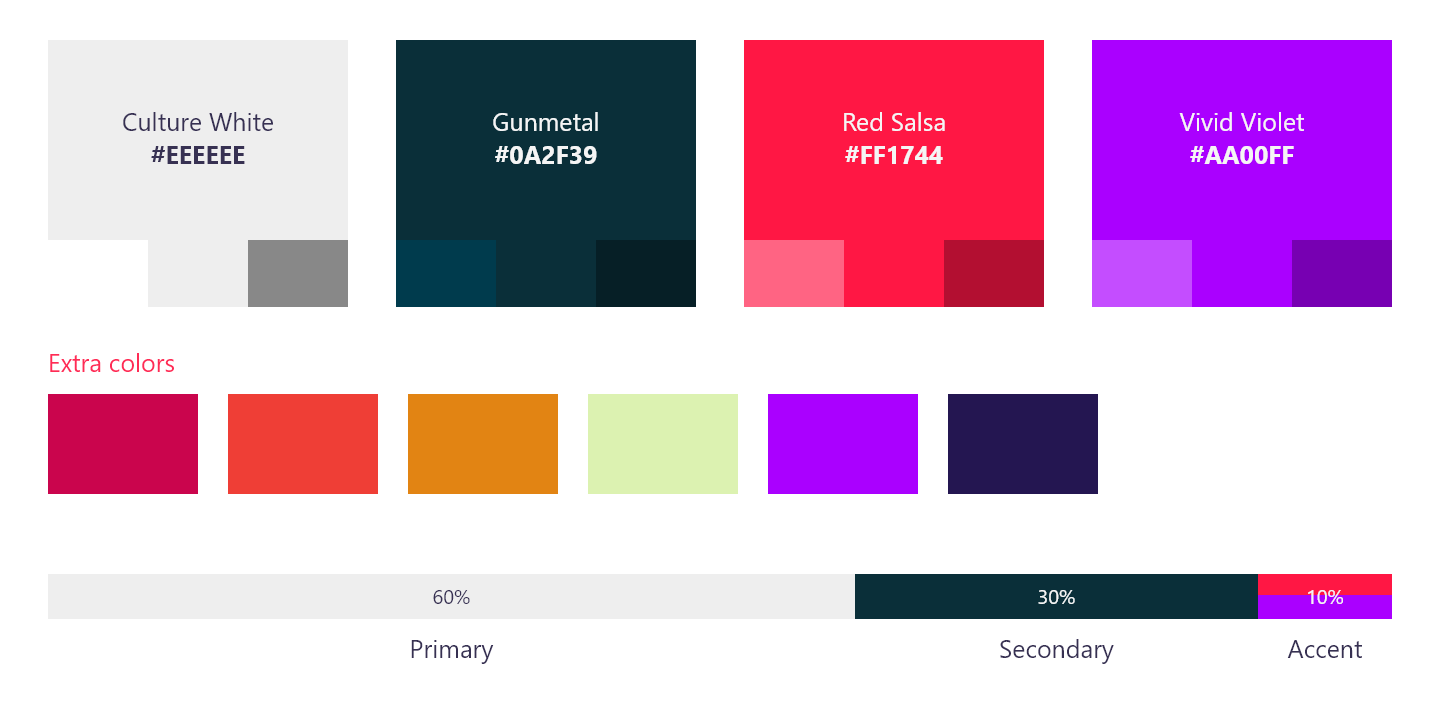 Culture White
#EEEEEE
Gunmetal
#0A2F39
Red Salsa
#FF1744
Vivid Violet
#AA00FF
Extra colors
60%
30%
10%
Primary
Secondary
Accent